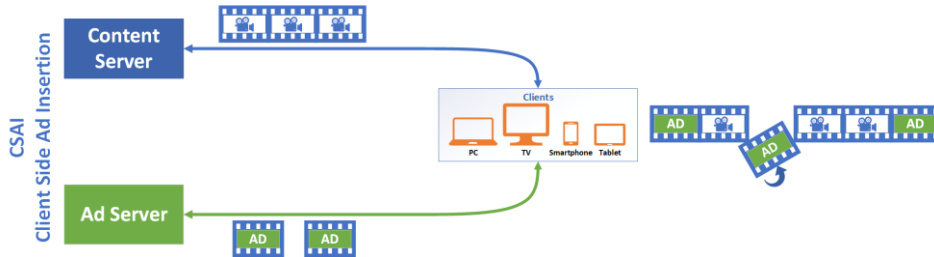 CSAI
Client Side Ad Insertion
Content
Server
Clients
PC
TV
Smartphone
Tablet
AD
AD
AD
Ad Server
AD
AD